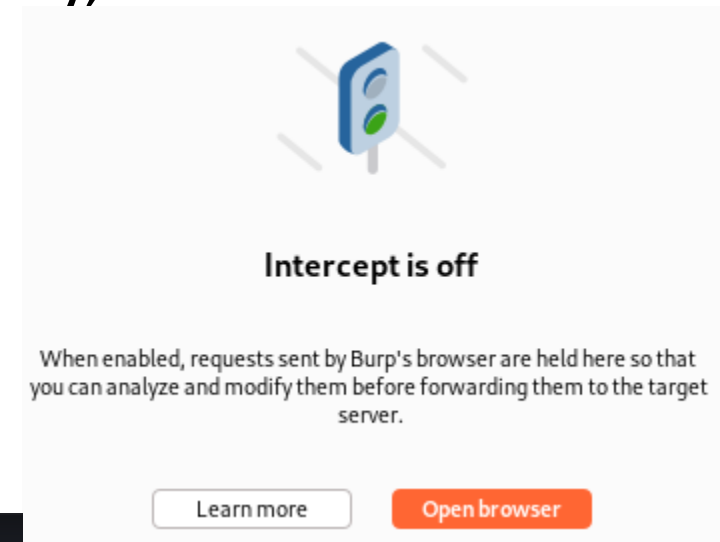 Intercept is off
When enabled, requests sent by Burp's browser are held here so that
you can analyze and modify them before forwarding them to the target
server.
Learn more
Open browser